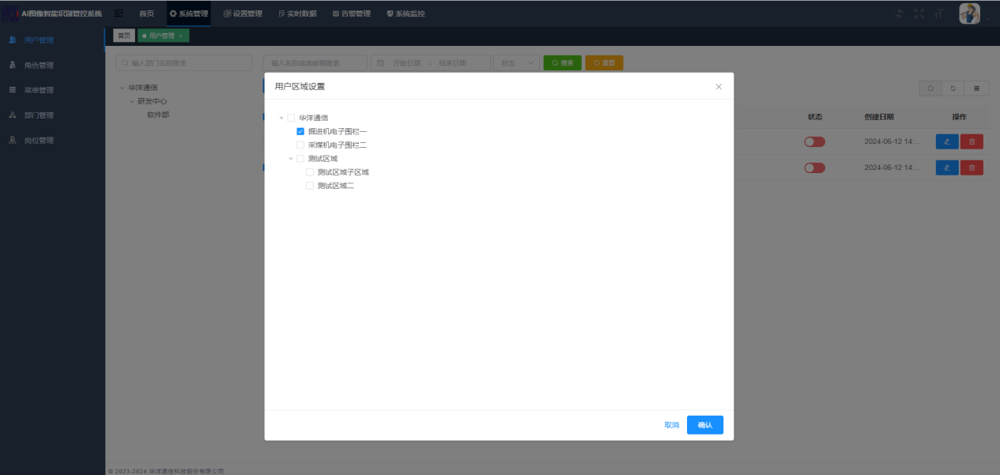 AI图像智能识别管控系统
首页
系统管理
设置管理
实时数据
告警管理
系统监控
用户管理
角色管理
菜单管理
部门管理
岗位管理
首页
用户管理
输入部门名称搜索
输入名称或者邮箱搜索
开始日期 : 结束日期
状态
搜索
重置
华洋通信
研发中心
软件部
用户区域设置
华洋通信
掘进机电子围栏一
采煤机电子围栏二
测试区域
测试区域子区域
测试区域二
取消
确认
状态
创建日期
操作
2024-06-12 14:...
2024-06-12 14:...
© 2023-2024 华洋通信科技股份有限公司